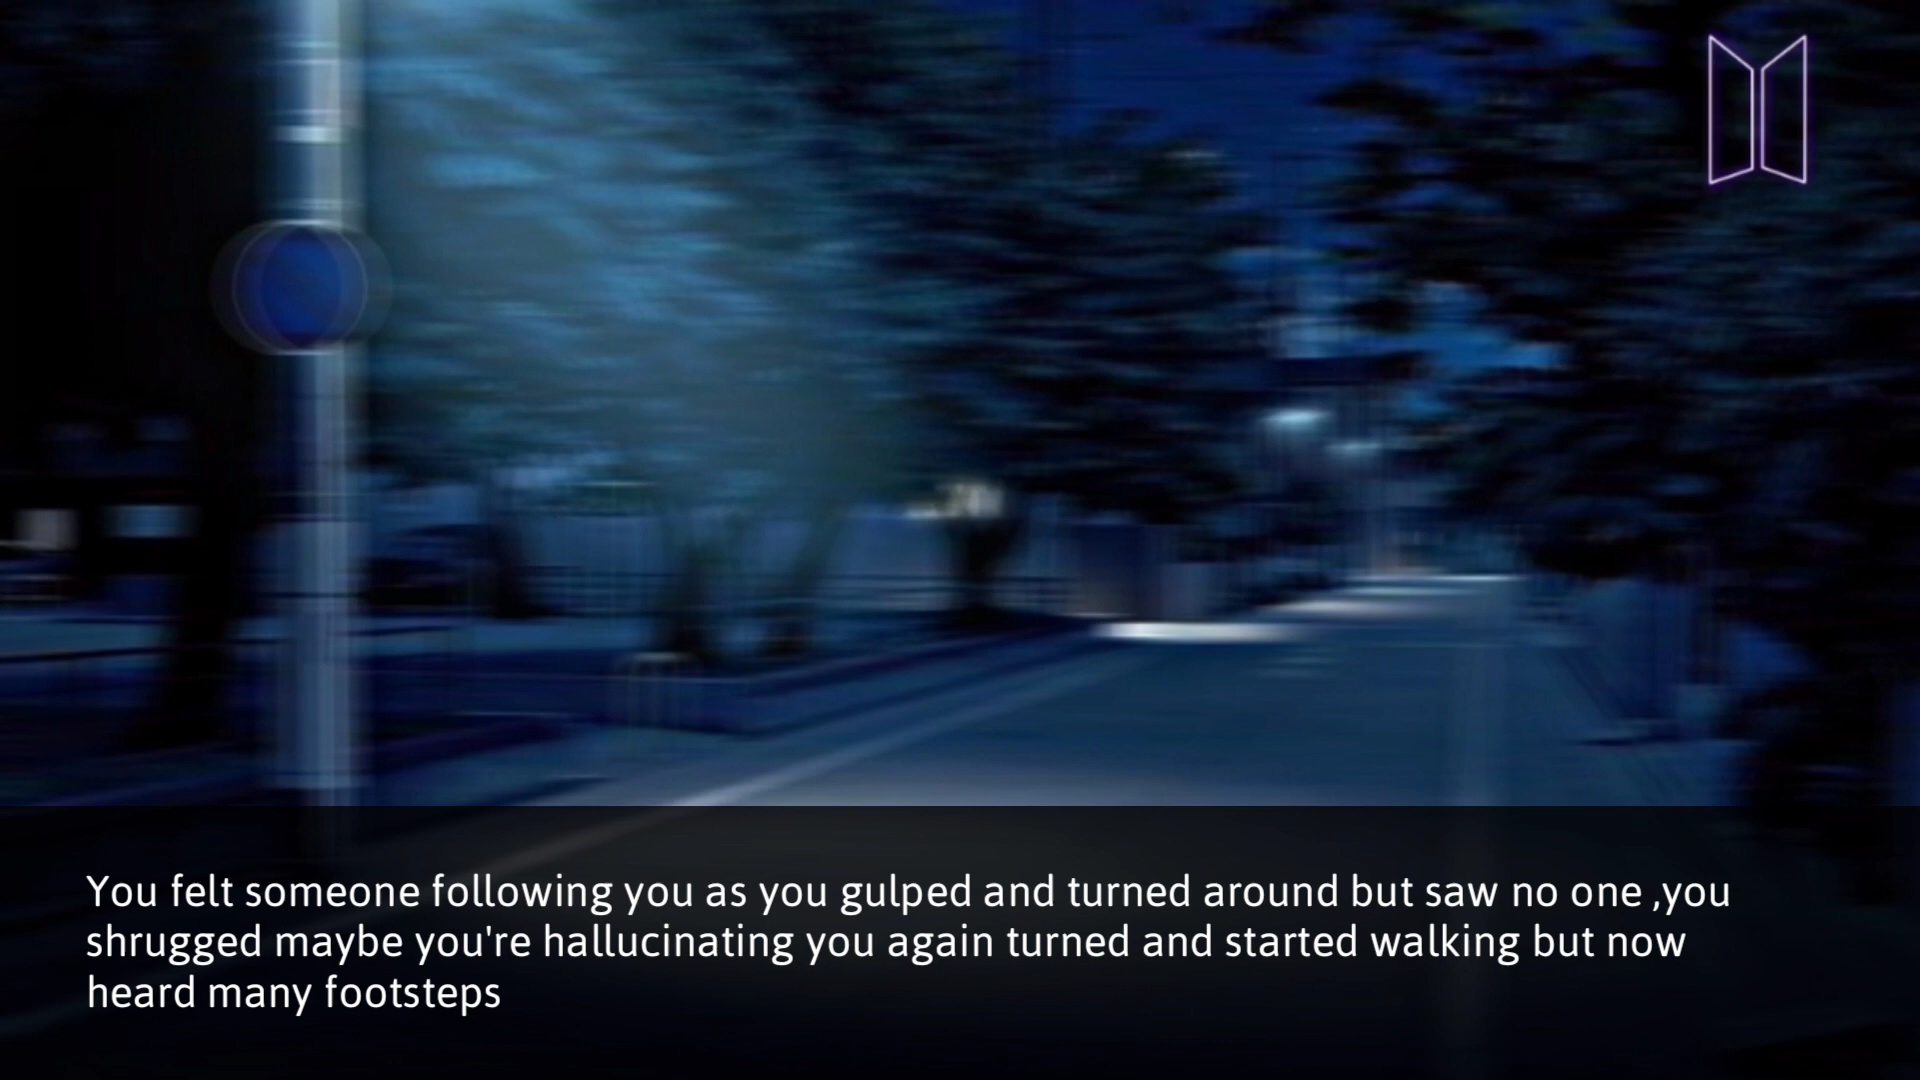 You felt someone following you as you gulped and turned around but saw no one ,you
shrugged maybe you're hallucinating you again turned and started walking but now
heard many footsteps